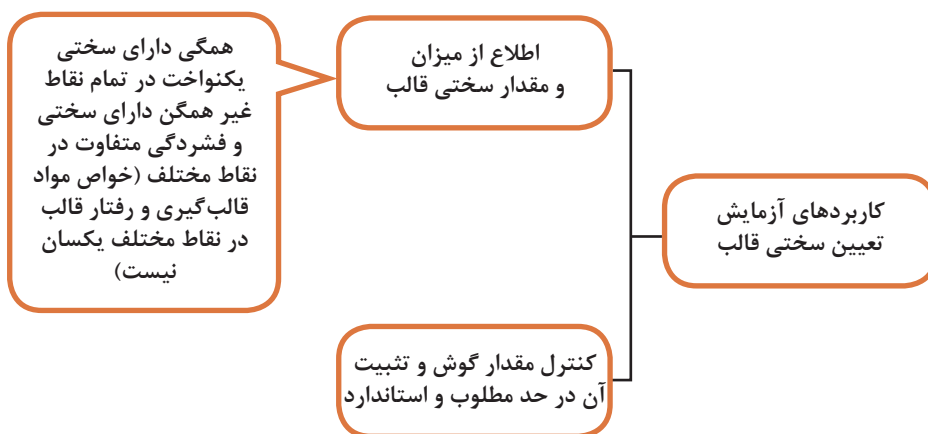 کاربردهای آزمایش
تعیین سختی قالب
اطلاع از میزان
و مقدار سختی قالب
همگی دارای سختی
یکنواخت در تمام نقاط
غیر همگن دارای سختی
و فشردگی متفاوت در
نقاط مختلف (خواص مواد
قالب‌گیری و رفتار قالب
در نقاط مختلف یکسان
نیست)
کنترل مقدار گوش و تثبیت
آن در حد مطلوب و استاندارد